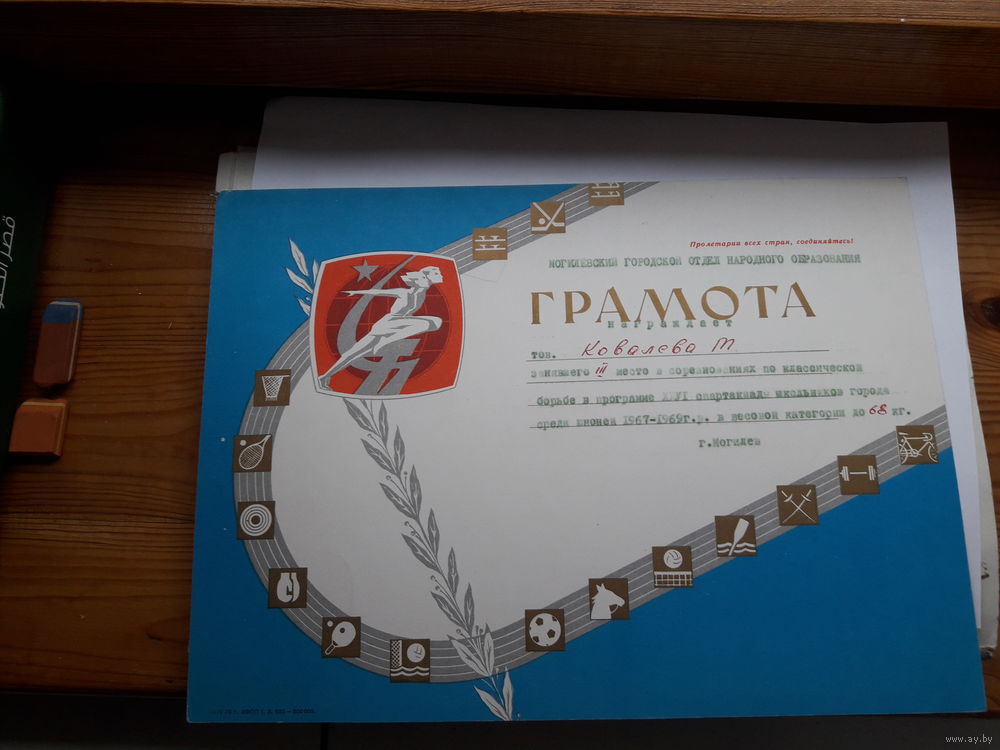 Пролетарии всех стран, соединяйтесь!
МОГИЛЕВСКИЙ ГОРОДСКОЙ ОТДЕЛ НАРОДНОГО ОБРАЗОВАНИЯ
ГРАМОТА
награждает
тов. Ковалева М
занявшего III место в соревнованиях по классической
борьбе в программе спартакиады школьников города
среди юношей 1967-1969г.р. в весовой категории до 68 кг.
г.Могилев
www.ay.by